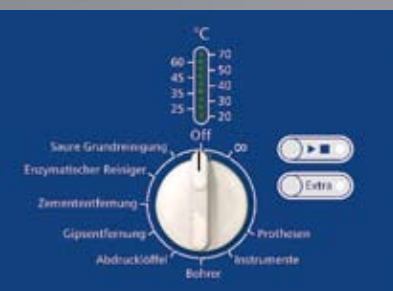 °C
60 70
45 50
35 40
25 30
20
Off
Saure Grundreinigung ∞
Enzymatischer Reiniger
Zemententfernung Extra
Gipsentfernung Prothesen
Abdrucklöffel Instrumente
Bohrer